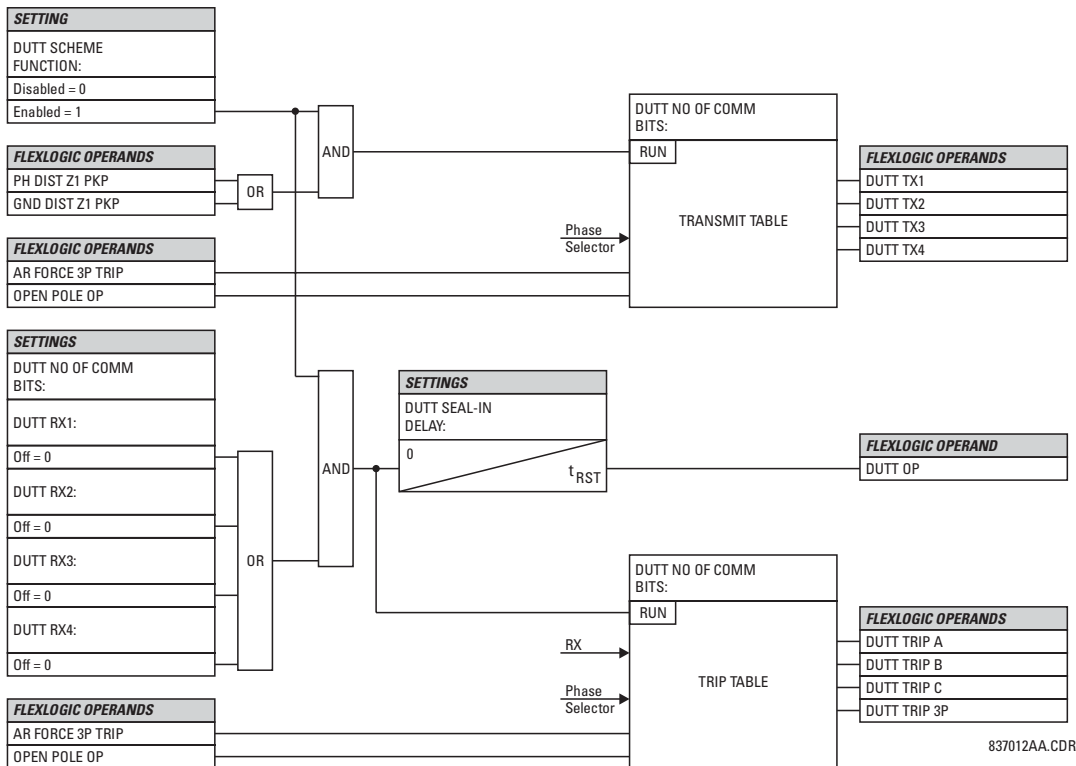 SETTING
DUTT SCHEME
FUNCTION:
Disabled = 0
Enabled = 1
FLEXLOGIC OPERANDS
PH DIST Z1 PKP
GND DIST Z1 PKP
OR
AND
FLEXLOGIC OPERANDS
AR FORCE 3P TRIP
OPEN POLE OP
DUTT NO OF COMM
BITS:
RUN
TRANSMIT TABLE
Phase
Selector
FLEXLOGIC OPERANDS
DUTT TX1
DUTT TX2
DUTT TX3
DUTT TX4
SETTINGS
DUTT NO OF COMM
BITS:
DUTT RX1:
Off = 0
DUTT RX2:
Off = 0
DUTT RX3:
Off = 0
DUTT RX4:
Off = 0
OR
AND
SETTINGS
DUTT SEAL-IN
DELAY:
0
tRST
FLEXLOGIC OPERAND
DUTT OP
DUTT NO OF COMM
BITS:
RUN
RX
Phase
Selector
TRIP TABLE
FLEXLOGIC OPERANDS
DUTT TRIP A
DUTT TRIP B
DUTT TRIP C
DUTT TRIP 3P
FLEXLOGIC OPERANDS
AR FORCE 3P TRIP
OPEN POLE OP
837012AA.CDR